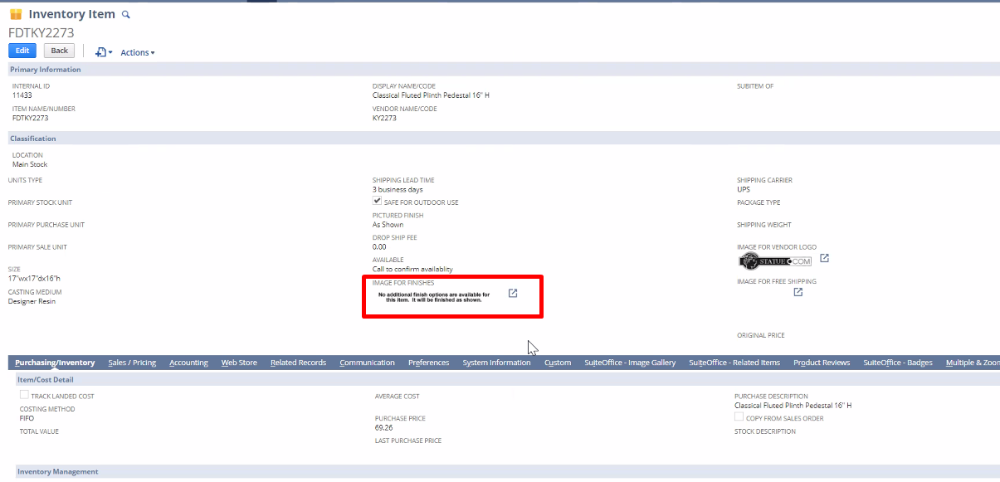 Inventory Item
FDTKY2273
Edit
Back
Actions
Primary Information
INTERNAL ID
11433
ITEM NAME/NUMBER
FDTKY2273
DISPLAY NAME/CODE
Classical Fluted Plinth Pedestal 16" H
VENDOR NAME/CODE
KY2273
SUBITEM OF
Classification
LOCATION
Main Stock
UNITS TYPE
PRIMARY STOCK UNIT
PRIMARY PURCHASE UNIT
PRIMARY SALE UNIT
SIZE
17"wx17"dx16"h
CASTING MEDIUM
Designer Resin
SHIPPING LEAD TIME
3 business days
SAFE FOR OUTDOOR USE
PICTURED FINISH
As Shown
DROP SHIP FEE
0.00
AVAILABLE
Call to confirm availablity
IMAGE FOR FINISHES
No additional finish options are available for
this item. It will be finished as shown.
SHIPPING CARRIER
UPS
PACKAGE TYPE
SHIPPING WEIGHT
IMAGE FOR VENDOR LOGO
STATUE.COM
IMAGE FOR FREE SHIPPING
ORIGINAL PRICE
Purchasing/Inventory Sales / Pricing Accounting Web Store Related Records Communication Preferences System Information Custom SuiteOffice - Image Gallery SuiteOffice - Related Items Product Reviews SuiteOffice - Badges Multiple & Zoom
Item/Cost Detail
TRACK LANDED COST
COSTING METHOD
FIFO
TOTAL VALUE
AVERAGE COST
PURCHASE PRICE
69.26
LAST PURCHASE PRICE
PURCHASE DESCRIPTION
Classical Fluted Plinth Pedestal 16" H
COPY FROM SALES ORDER
STOCK DESCRIPTION
Inventory Management